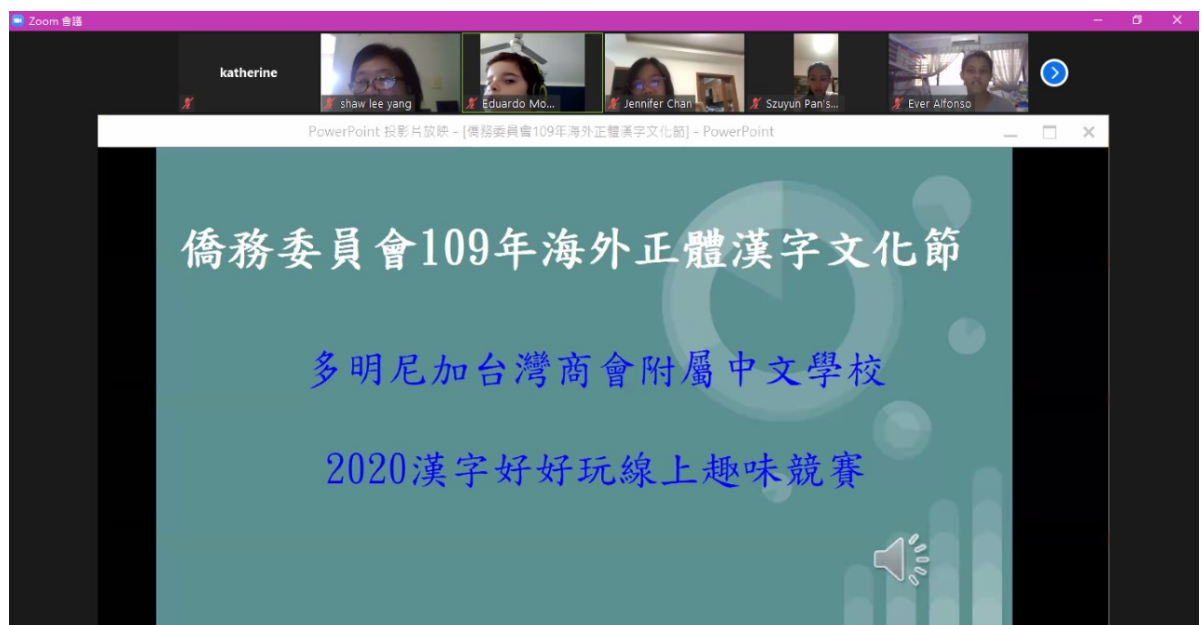 Zoom 會議
katherine
shaw lee yang
Eduardo Mo...
Jennifer Chan
Szuyun Pan's...
Ever Alfonso
PowerPoint 投影片放映 - [僑務委員會109年海外正體漢字文化節] - PowerPoint
僑務委員會109年海外正體漢字文化節
多明尼加台灣商會附屬中文學校
2020漢字好好玩線上趣味競賽